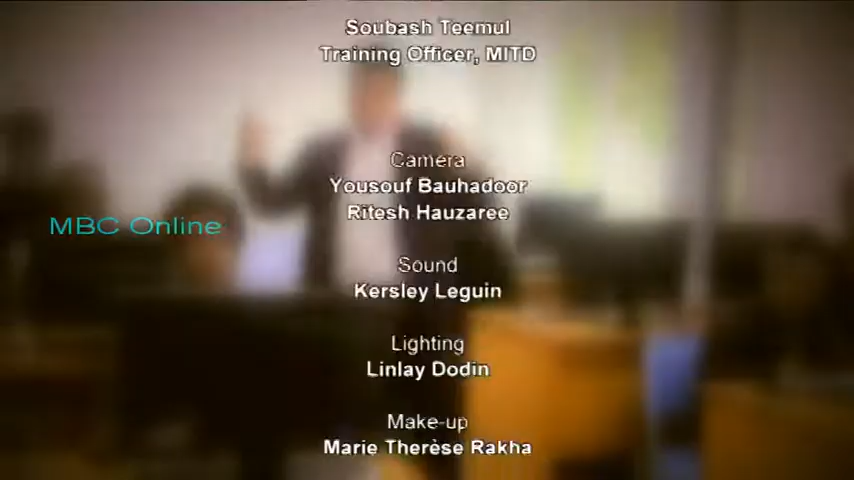 Soubash Teemul
Training Officer, MITD
Camera
Yousouf Bauhadoor
Ritesh Hauzaree
MBC Online
Sound
Kersley Leguin
Lighting
Linlay Dodin
Make-up
Marie Therèse Rakha